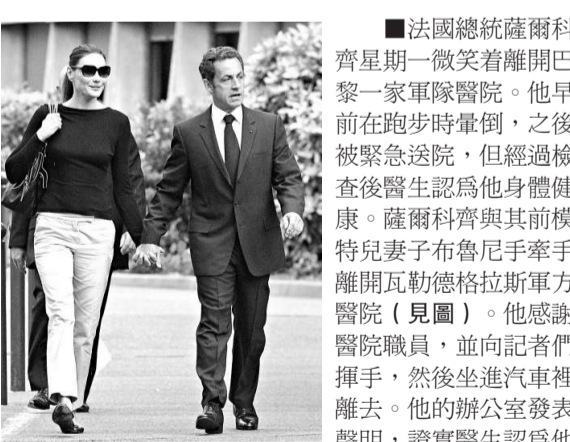 ■法國總統薩爾科
齊星期一微笑着離開巴
黎一家軍隊醫院。他早
前在跑步時暈倒，之後
被緊急送院，但經過檢
查後醫生認爲他身體健
康。薩爾科齊與其前模
特兒妻子布魯尼手牽手
離開瓦勒德格拉斯軍方
醫院（見圖）。他感謝
醫院職員，並向記者們
揮手，然後坐進汽車裡
離去。他的辦公室發表
聲明，證實醫生認爲他